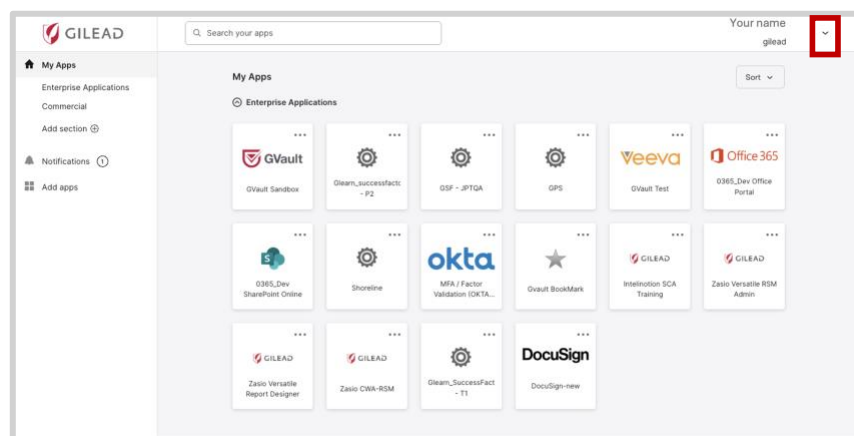 GILEAD
Search your apps
Your name
gilead
My Apps
Enterprise Applications
Commercial
Add section
Notifications 1
Add apps
My Apps
Sort
Enterprise Applications
GVault
GVault Sandbox
Glearn_successfactc
- P2
GSF - JPTQA
GPS
Veeva
GVault Test
Office 365
0365_Dev Office
Portal
0365_Dev
SharePoint Online
Shoreline
okta
MFA / Factor
Validation (OKTA...
Gvault BookMark
GILEAD
Intelinotion SCA
Training
GILEAD
Zasio Versatile RSM
Admin
GILEAD
Zasio Versatile
Report Designer
GILEAD
Zasio CWA-RSM
Glearn_SuccessFact
- T1
DocuSign
DocuSign-new